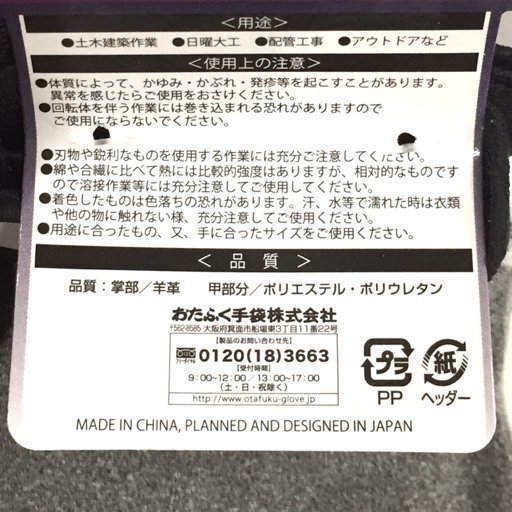 ＜用途＞
●土木建築作業　●日曜大工　●配管工事　●アウトドアなど
＜使用上の注意＞
●体質によって、かゆみ・かぶれ・発疹等を起こすことがあります。
異常を感じたらご使用をおさけください。
●回転体を伴う作業には巻き込まれる恐れがありますので
ご使用にならないでください。
●刃物や鋭利なものを使用する作業には充分ご注意してください。
●綿や合繊に比べて熱には比較的強度はありますが、相対的なものですので溶接作業等には充分注意してご使用してください。
●着色したものは色落ちの恐れがあります。汗、水等で濡れた時は衣類
や他の物に触れない様、充分注意してご使用ください。
●用途に合ったもの、又、手に合ったサイズをご使用ください。
＜品質＞
品質：掌部／羊革　甲部分／ポリエステル・ポリウレタン
おたふく手袋株式会社
〒562-8585 大阪府箕面市船場東3丁目11番22号
【製品のお問い合わせ先】
フリーダイヤル 0120(18)3663
【受付時間】
9：00～12：00／13：00～17：00
（土・日・祝除く）
http://www.otafuku-glove.jp/
プラ
PP
紙
ヘッダー
MADE IN CHINA, PLANNED AND DESIGNED IN JAPAN